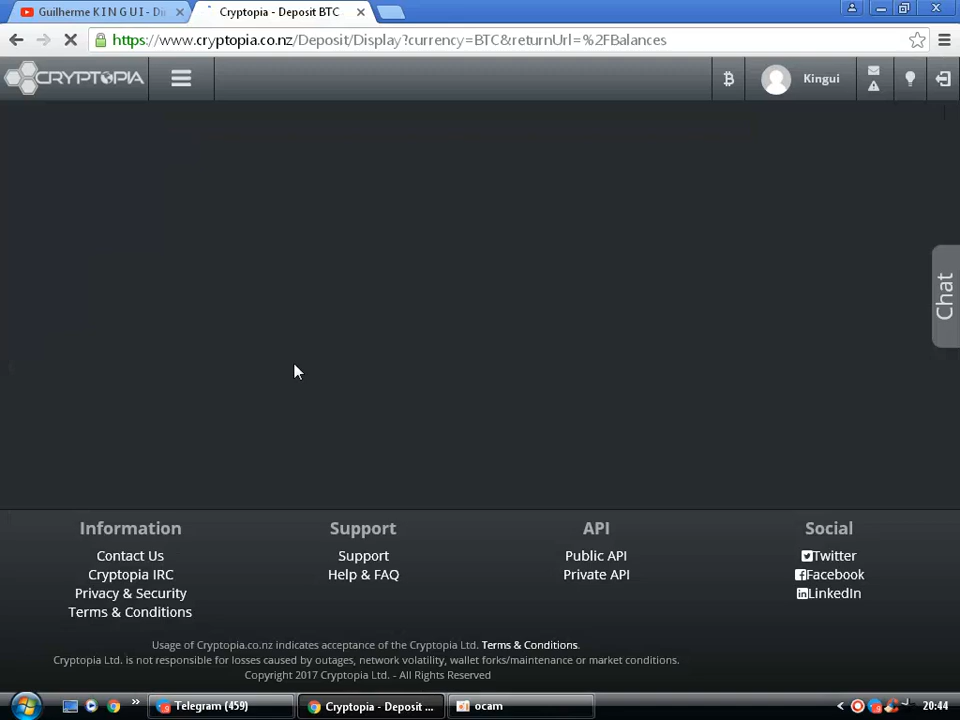 Guilherme K I N G U I - Di
Cryptopia - Deposit BTC
https://www.cryptopia.co.nz/Deposit/Display?currency=BTC&returnUrl=%2FBalances
CRYPTOPIA
Kingui
Chat
Information
Support
API
Social
Contact Us
Support
Public API
Twitter
Cryptopia IRC
Help & FAQ
Private API
Facebook
Privacy & Security
LinkedIn
Terms & Conditions
Usage of Cryptopia.co.nz indicates acceptance of the Cryptopia Ltd. Terms & Conditions.
Cryptopia Ltd. is not responsible for losses caused by outages, network volatility, wallet forks/maintenance or market conditions.
Copyright 2017 Cryptopia Ltd. - All Rights Reserved
Telegram (459)
Cryptopia - Deposit ...
ocam
20:44